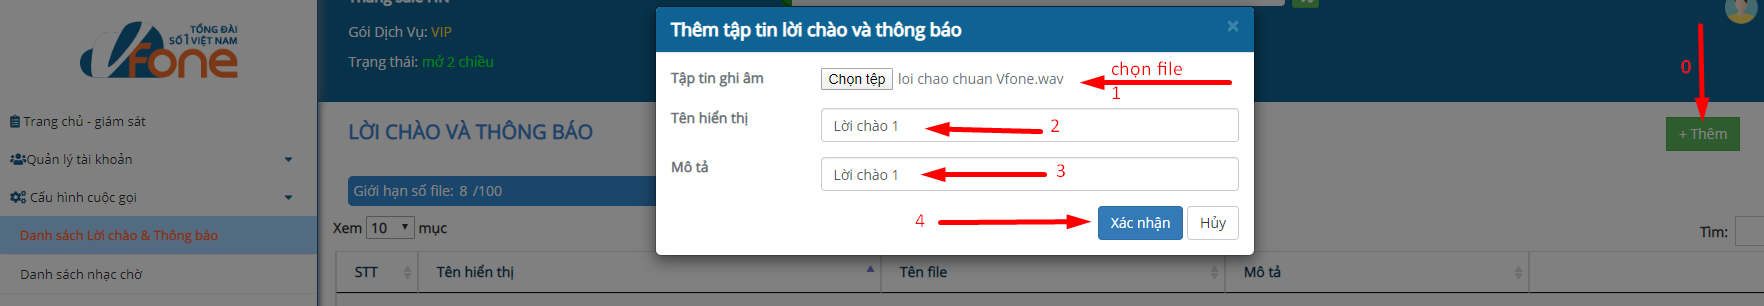 TỔNG ĐÀI
SỐ 1 VIỆT NAM
Vfone
Trang chủ - giám sát
Quản lý tài khoản
Cấu hình cuộc gọi
Danh sách Lời chào & Thông báo
Danh sách nhạc chờ
Gói Dịch Vụ: VIP
Trạng thái: mở 2 chiều
LỜI CHÀO VÀ THÔNG BÁO
+ Thêm
0
Giới hạn số file: 8 /100
Xem 10 mục
Tìm:
STT Tên hiển thị Tên file Mô tả
Thêm tập tin lời chào và thông báo ×
Tập tin ghi âm Chọn tệp loi chao chuan Vfone.wav chọn file
1
Tên hiển thị Lời chào 1 2
Mô tả Lời chào 1 3
4 Xác nhận Hủy